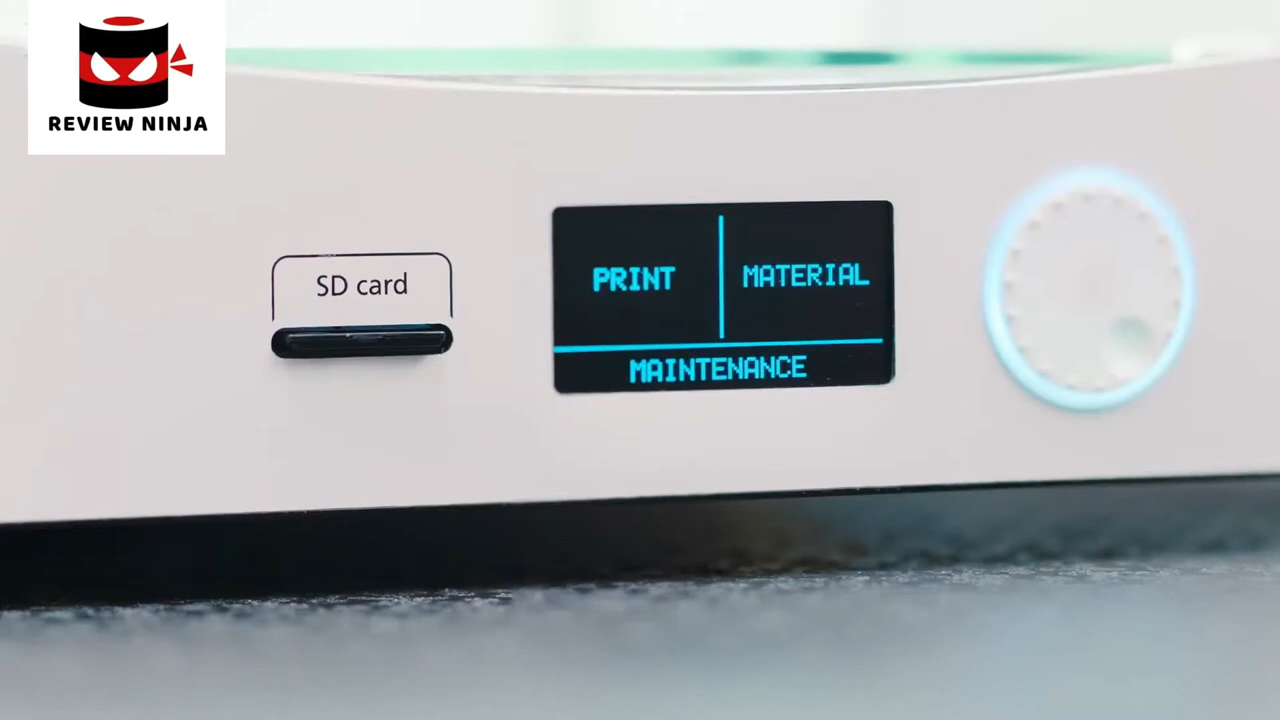 REVIEW NINJA
SD card
PRINT
MATERIAL
MAINTENANCE